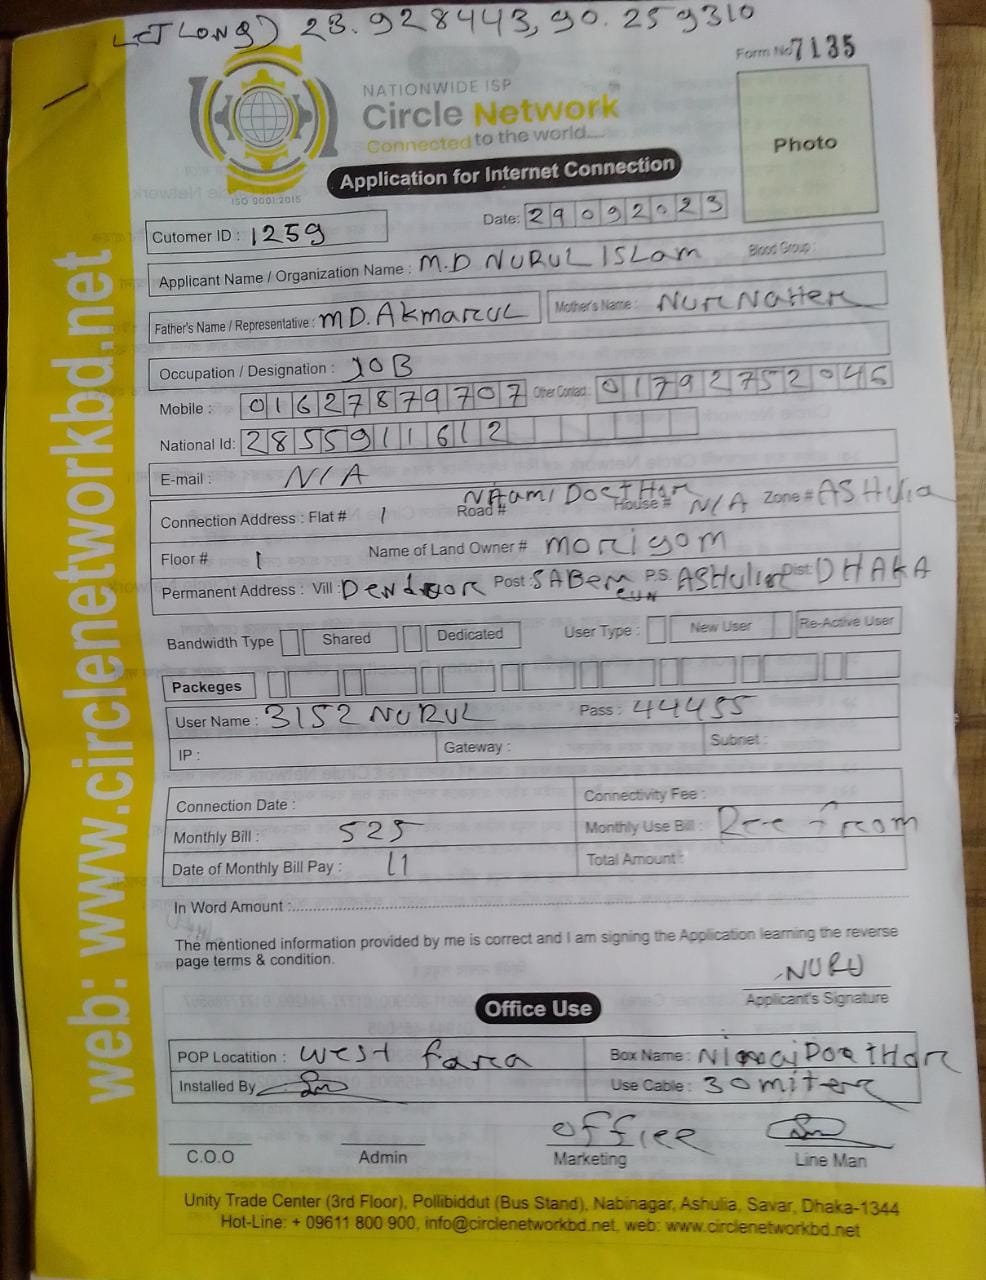 LET LONG) 23.928443,90.259310
Form No 7135
NATIONWIDE ISP
Circle Network
Connected to the world....
ISO 9001:2015
Application for Internet Connection
Photo
Date: 29092023
Cutomer ID : 1259
Applicant Name / Organization Name : M.D NURUL ISLam Blood Group :
Father's Name / Representative : MD. Akmarul Mother's Name : Nur Naher
Occupation / Designation : JOB
Mobile : 01627879707 Other Contact : 01792752046
National Id: 2855911612
E-mail : N/A
Connection Address : Flat # 1 Road # House # N/A Zone # ASHulia
Floor # 1 Name of Land Owner # moriyom
Permanent Address : Vill : Post : P.S. ASHulia Dist: DHAKA
Bandwidth Type Shared Dedicated User Type : New User Re-Active User
Packeges
User Name : 3152 NURUL Pass : 44455
IP : Gateway : Subnet :
Connection Date : Connectivity Fee :
Monthly Bill : 525 Monthly Use Bill :
Date of Monthly Bill Pay : 11 Total Amount :
In Word Amount :
The mentioned information provided by me is correct and I am signing the Application learning the reverse
page terms & condition.
NURU
Applicant's Signature
Office Use
POP Locatition : west Box Name :
Installed By Use Cable : 30 miter
office
C.O.O Admin Marketing Line Man
Unity Trade Center (3rd Floor), Pollibiddut (Bus Stand), Nabinagar, Ashulia, Savar, Dhaka-1344
Hot-Line: + 09611 800 900, info@circlenetworkbd.net, web: www.circlenetworkbd.net
web: www.circlenetworkbd.net